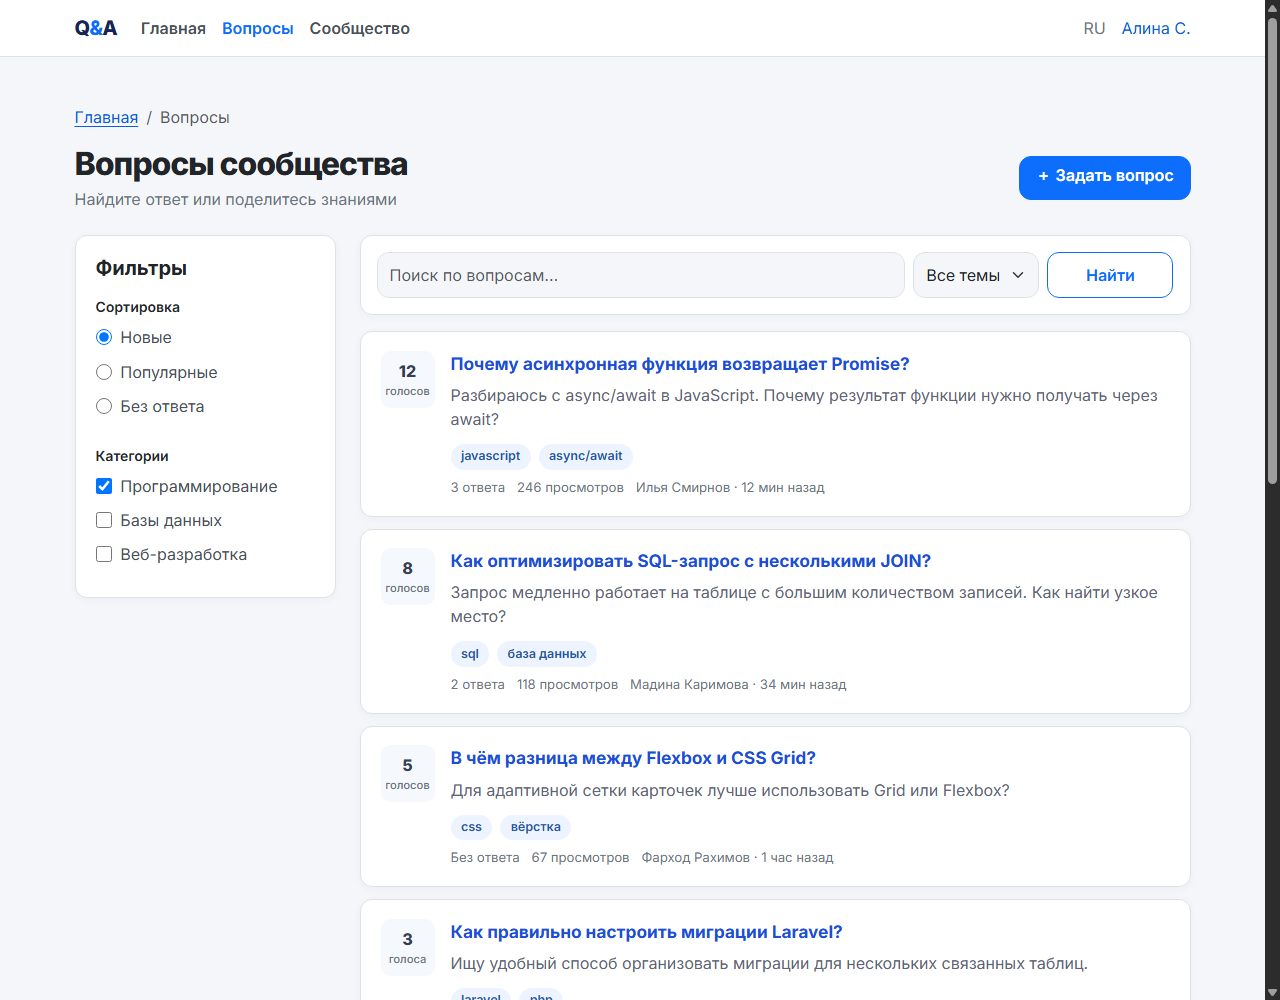 Q&A Главная Вопросы Сообщество RU Алина С.
Главная / Вопросы
Вопросы сообщества
Найдите ответ или поделитесь знаниями
+ Задать вопрос
Фильтры
Сортировка
Новые
Популярные
Без ответа
Категории
Программирование
Базы данных
Веб-разработка
Поиск по вопросам... Все темы Найти
12 голосов
Почему асинхронная функция возвращает Promise?
Разбираюсь с async/await в JavaScript. Почему результат функции нужно получать через
await?
javascript async/await
3 ответа 246 просмотров Илья Смирнов · 12 мин назад
8 голосов
Как оптимизировать SQL-запрос с несколькими JOIN?
Запрос медленно работает на таблице с большим количеством записей. Как найти узкое
место?
sql база данных
2 ответа 118 просмотров Мадина Каримова · 34 мин назад
5 голосов
В чём разница между Flexbox и CSS Grid?
Для адаптивной сетки карточек лучше использовать Grid или Flexbox?
css вёрстка
Без ответа 67 просмотров Фарход Рахимов · 1 час назад
3 голоса
Как правильно настроить миграции Laravel?
Ищу удобный способ организовать миграции для нескольких связанных таблиц.
laravel php